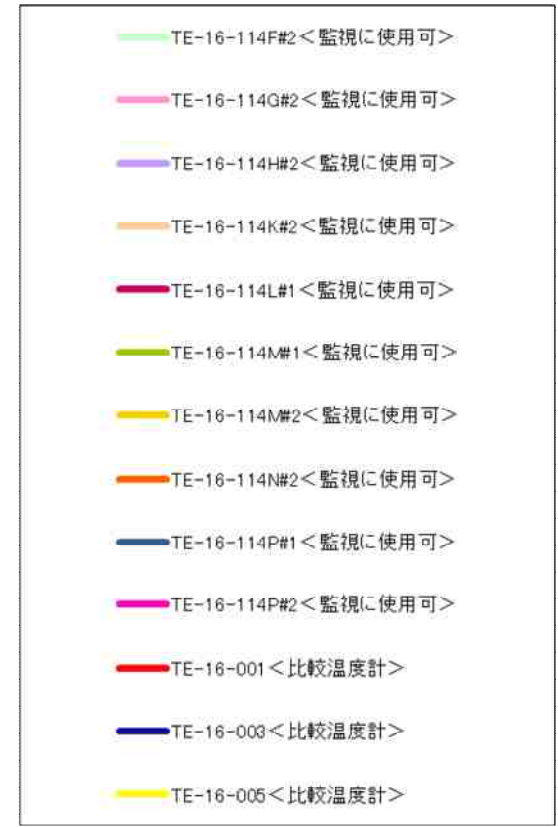 TE-16-114F#2＜監視に使用可＞
TE-16-114G#2＜監視に使用可＞
TE-16-114H#2＜監視に使用可＞
TE-16-114K#2＜監視に使用可＞
TE-16-114L#1＜監視に使用可＞
TE-16-114M#1＜監視に使用可＞
TE-16-114M#2＜監視に使用可＞
TE-16-114N#2＜監視に使用可＞
TE-16-114P#1＜監視に使用可＞
TE-16-114P#2＜監視に使用可＞
TE-16-001＜比較温度計＞
TE-16-003＜比較温度計＞
TE-16-005＜比較温度計＞